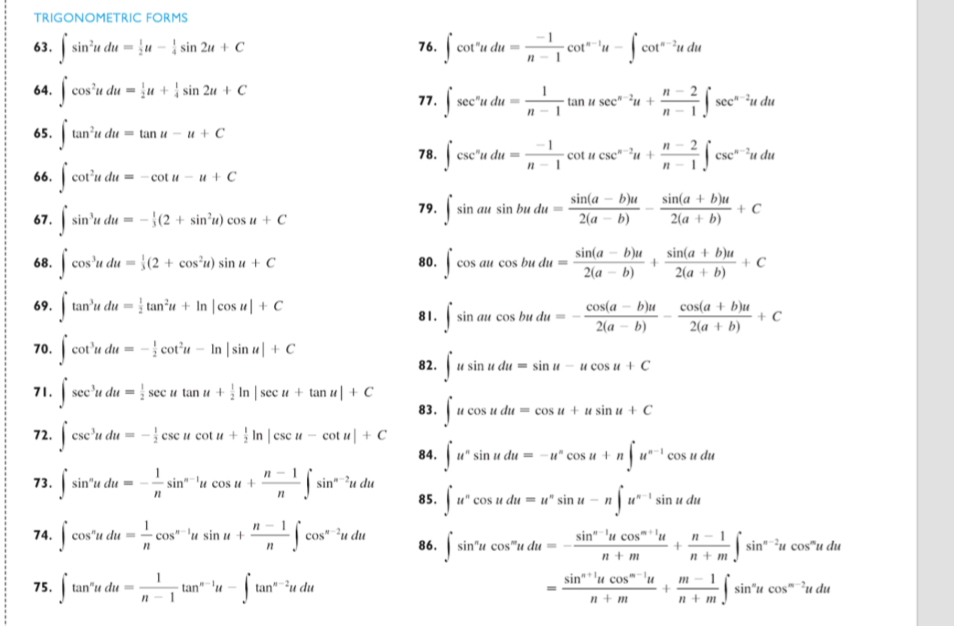 TRIGONOMETRIC FORMS
63. ∫ sin²u du = ½u − ¼ sin 2u + C
64. ∫ cos²u du = ½u + ¼ sin 2u + C
65. ∫ tan²u du = tan u − u + C
66. ∫ cot²u du = −cot u − u + C
67. ∫ sin³u du = −⅓(2 + sin²u) cos u + C
68. ∫ cos³u du = ⅓(2 + cos²u) sin u + C
69. ∫ tan³u du = ½ tan²u + ln |cos u| + C
70. ∫ cot³u du = −½ cot²u − ln |sin u| + C
71. ∫ sec³u du = ½ sec u tan u + ½ ln |sec u + tan u| + C
72. ∫ csc³u du = −½ csc u cot u + ½ ln |csc u − cot u| + C
73. ∫ sinⁿu du = −1/n sinⁿ⁻¹u cos u + (n − 1)/n ∫ sinⁿ⁻²u du
74. ∫ cosⁿu du = 1/n cosⁿ⁻¹u sin u + (n − 1)/n ∫ cosⁿ⁻²u du
75. ∫ tanⁿu du = 1/(n − 1) tanⁿ⁻¹u − ∫ tanⁿ⁻²u du
76. ∫ cotⁿu du = −1/(n − 1) cotⁿ⁻¹u − ∫ cotⁿ⁻²u du
77. ∫ secⁿu du = 1/(n − 1) tan u secⁿ⁻²u + (n − 2)/(n − 1) ∫ secⁿ⁻²u du
78. ∫ cscⁿu du = −1/(n − 1) cot u cscⁿ⁻²u + (n − 2)/(n − 1) ∫ cscⁿ⁻²u du
79. ∫ sin au sin bu du = sin(a − b)u/2(a − b) − sin(a + b)u/2(a + b) + C
80. ∫ cos au cos bu du = sin(a − b)u/2(a − b) + sin(a + b)u/2(a + b) + C
81. ∫ sin au cos bu du = −cos(a − b)u/2(a − b) − cos(a + b)u/2(a + b) + C
82. ∫ u sin u du = sin u − u cos u + C
83. ∫ u cos u du = cos u + u sin u + C
84. ∫ uⁿ sin u du = −uⁿ cos u + n ∫ uⁿ⁻¹ cos u du
85. ∫ uⁿ cos u du = uⁿ sin u − n ∫ uⁿ⁻¹ sin u du
86. ∫ sinⁿu cosᵐu du = −sinⁿ⁻¹u cosᵐ⁺¹u/(n + m) + (n − 1)/(n + m) ∫ sinⁿ⁻²u cosᵐu du
= sinⁿ⁺¹u cosᵐ⁻¹u/(n + m) + (m − 1)/(n + m) ∫ sinⁿu cosᵐ⁻²u du